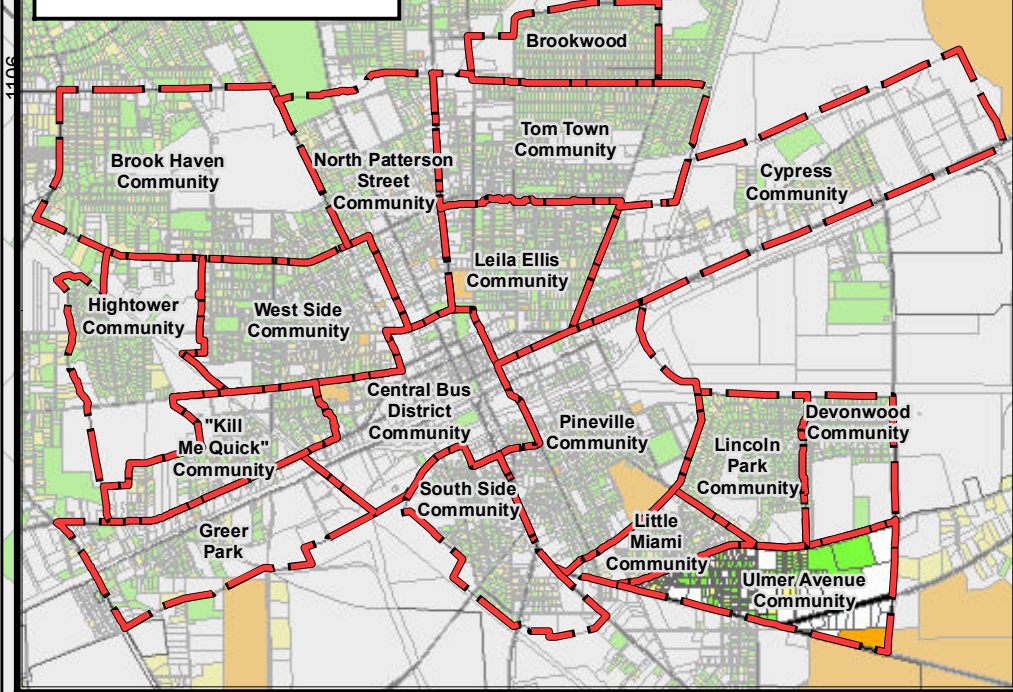 1106
Brookwood
Tom Town
Community
Brook Haven
Community
North Patterson
Street
Community
Cypress
Community
Leila Ellis
Community
Hightower
Community
West Side
Community
Central Bus
District
Community
"Kill
Me Quick"
Community
Pineville
Community
Devonwood
Community
Lincoln
Park
Community
South Side
Community
Greer
Park
Little
Miami
Community
Ulmer Avenue
Community